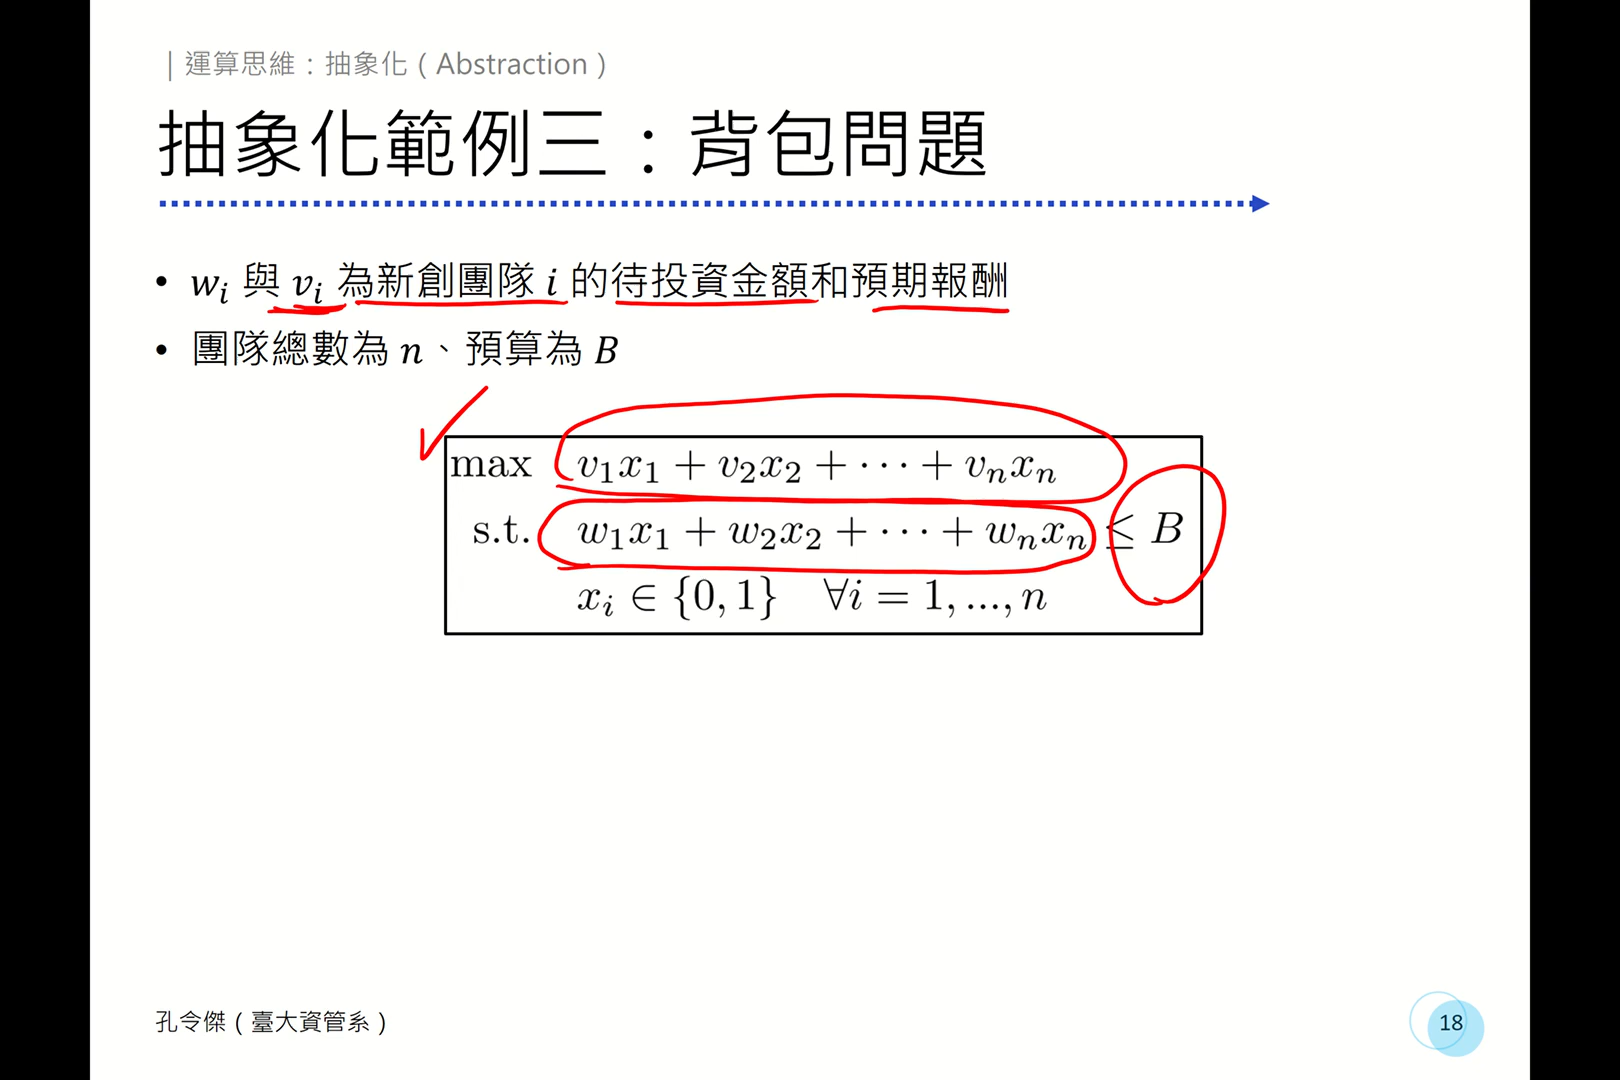 ｜運算思維：抽象化（Abstraction）
抽象化範例三：背包問題
• wᵢ 與 vᵢ 為新創團隊 i 的待投資金額和預期報酬
• 團隊總數為 n、預算為 B
max v₁x₁ + v₂x₂ + ··· + vₙxₙ
s.t. w₁x₁ + w₂x₂ + ··· + wₙxₙ ≤ B
xᵢ ∈ {0, 1} ∀i = 1, ..., n
孔令傑（臺大資管系）
18